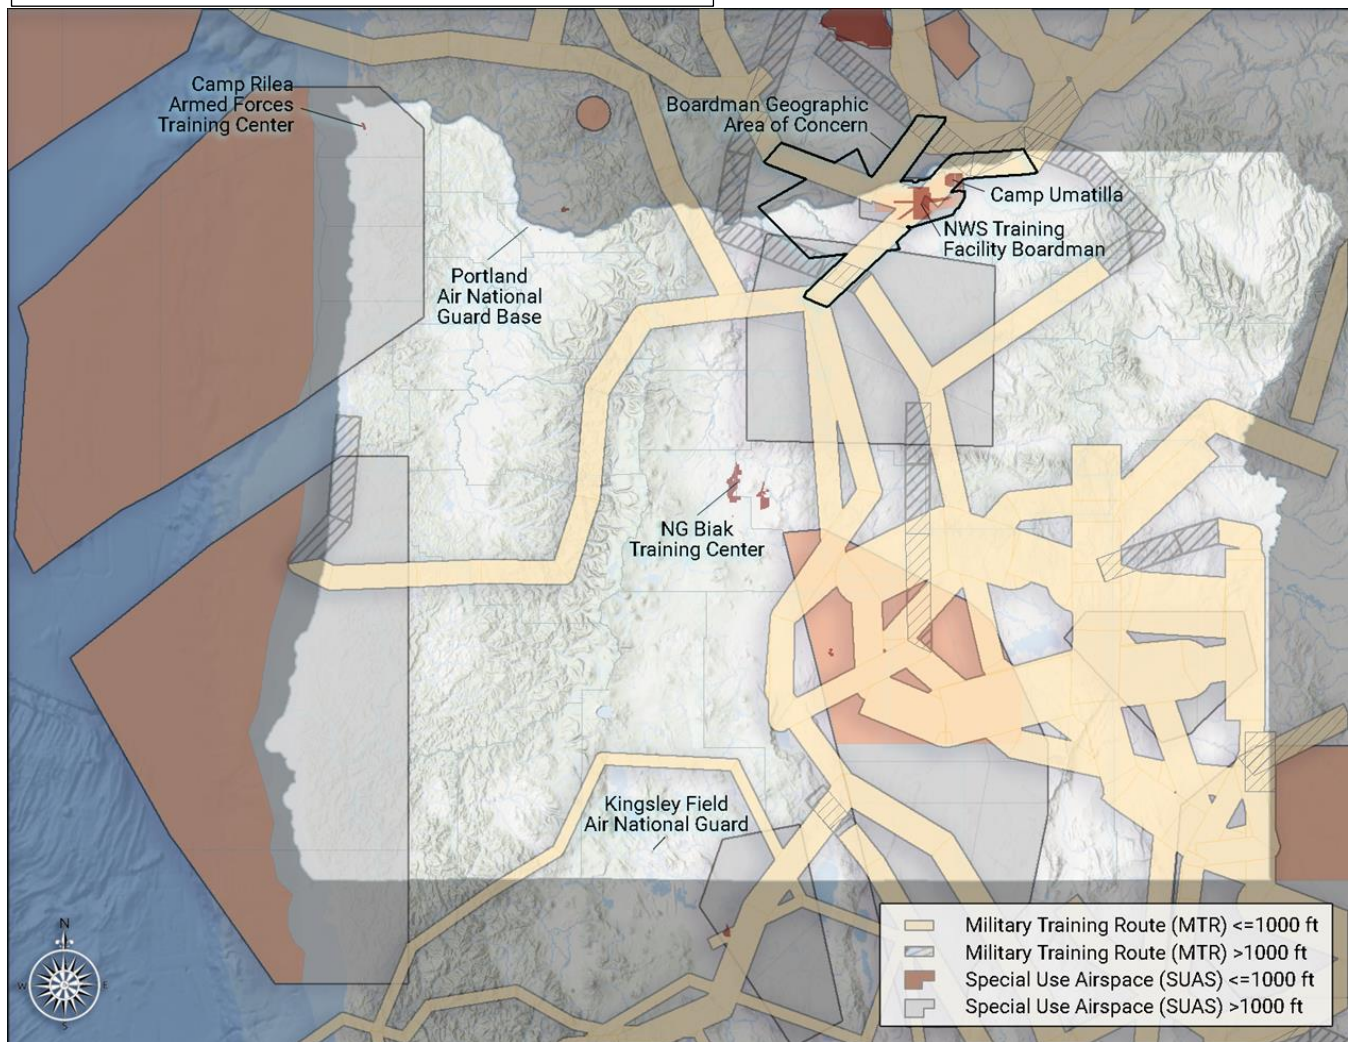 Camp Rilea
Armed Forces
Training Center
Boardman Geographic
Area of Concern
Camp Umatilla
NWS Training
Facility Boardman
Portland
Air National
Guard Base
NG Biak
Training Center
Kingsley Field
Air National Guard
N
W
E
S
Military Training Route (MTR) <=1000 ft
Military Training Route (MTR) >1000 ft
Special Use Airspace (SUAS) <=1000 ft
Special Use Airspace (SUAS) >1000 ft